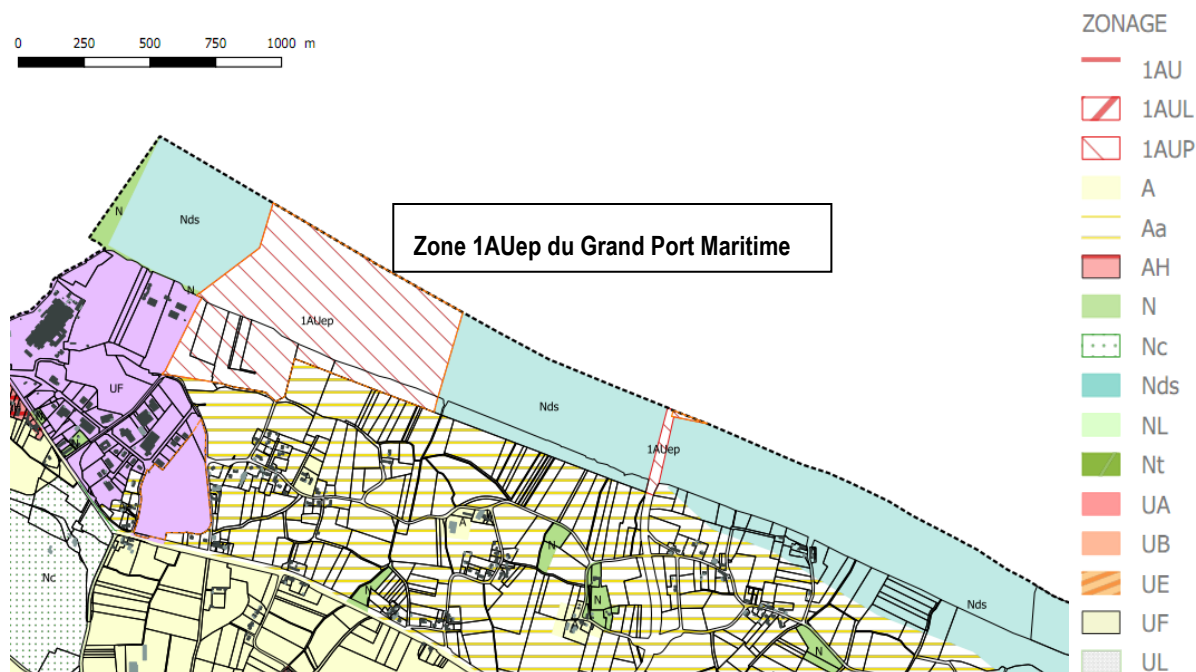 ZONAGE
0 250 500 750 1000 m
1AU
1AUL
1AUP
A
Aa
AH
N
Nc
Nds
NL
Nt
UA
UB
UE
UF
UL
Zone 1AUep du Grand Port Maritime
N
Nds
N
1AUep
UF
Nds
1AUep
N
A
N
Nc
N
N
Nds
N